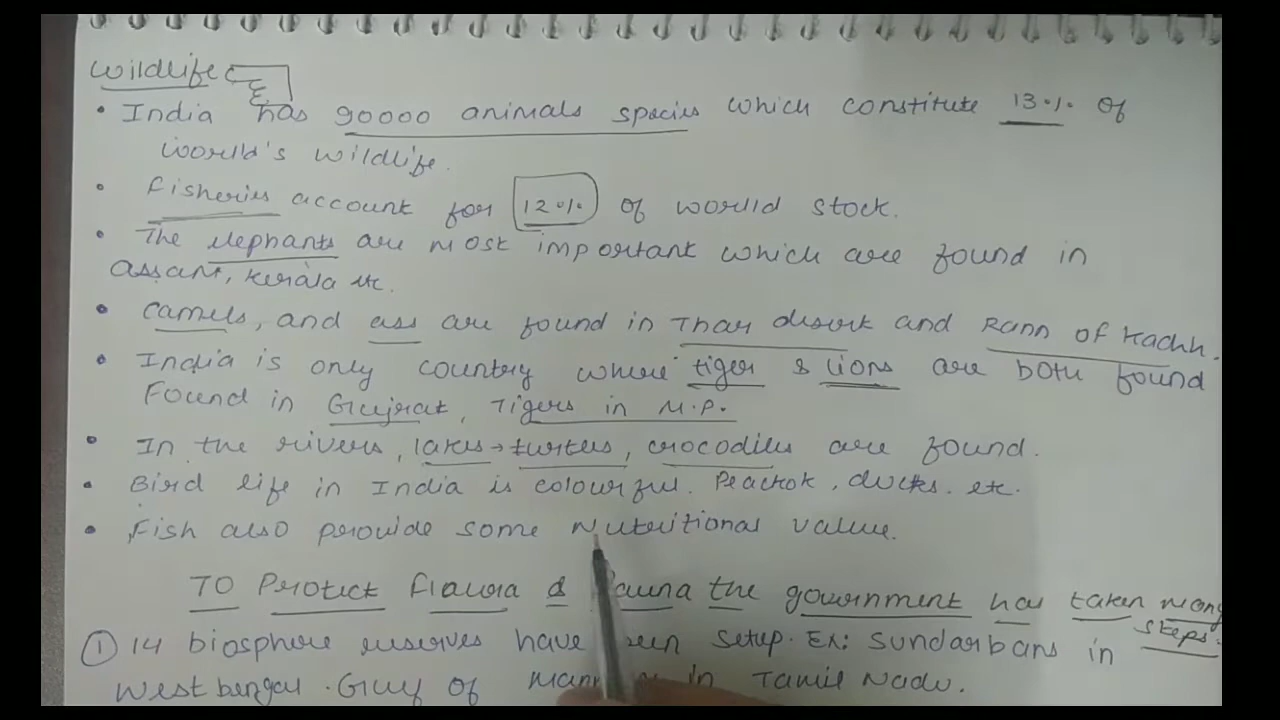 Wildlife
• India has 90000 animals species which constitute 13% of
World's wildlife.
• Fisheries account for 12% of world stock.
• The elephants are most important which are found in
Assam, Kerala etc.
• Camels, and ass are found in Thar desert and Rann of Kachh.
• India is only country where tiger & lions are both found
Found in Gujrat, Tigers in M.P.
• In the rivers, lakes → turtles, crocodiles are found.
• Bird life in India is colourful. Peackok, ducks. etc.
• Fish also provide some Nutritional value.
To Protect flaura & fauna the government has taken many
steps.
① 14 biosphere reserves have been setup. Ex: Sundarbans in
West bengal. Gulf of in Tamil Nadu.